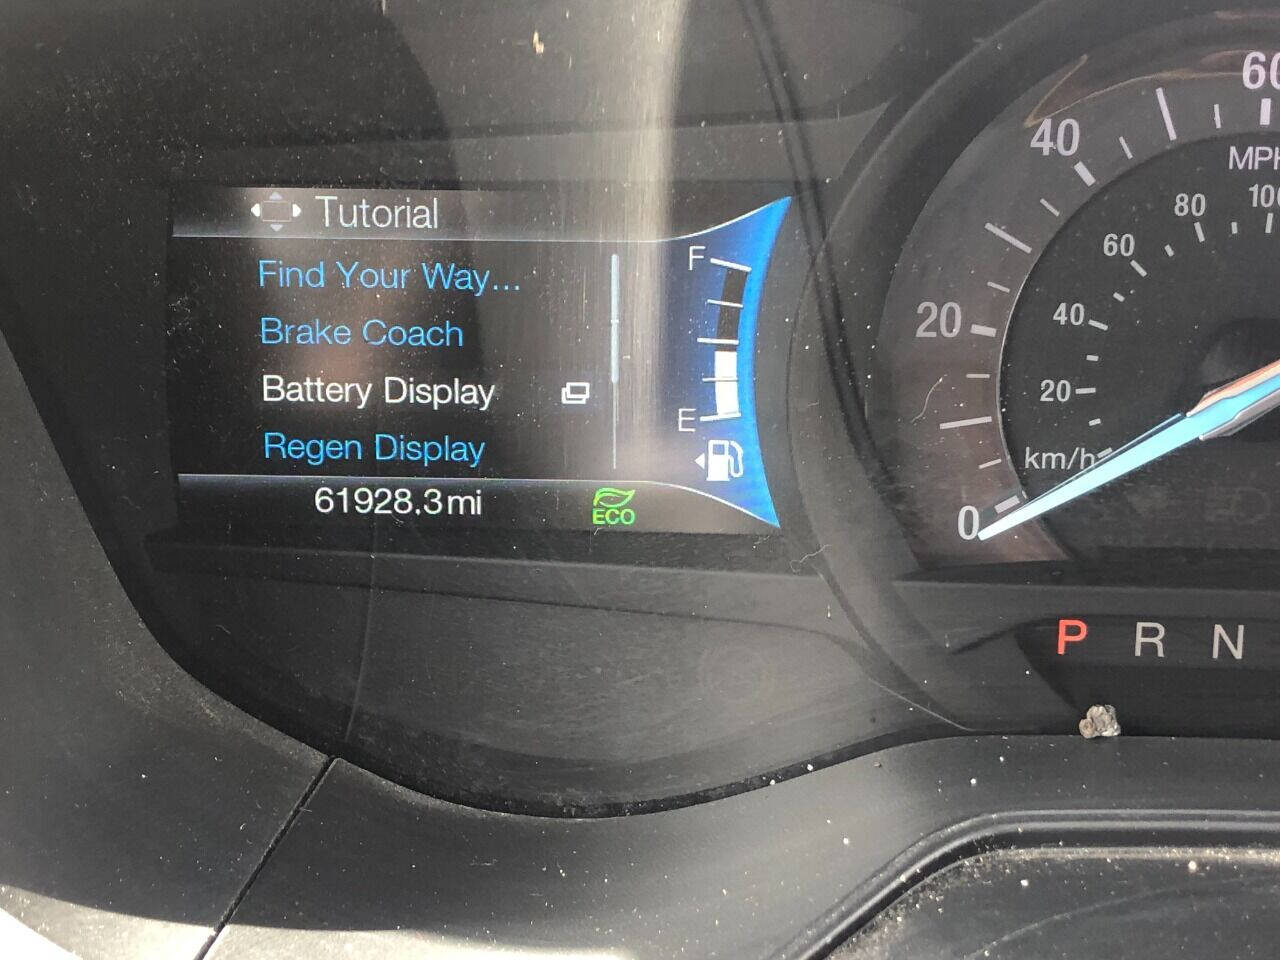 Tutorial
Find Your Way...
Brake Coach
Battery Display
Regen Display
61928.3mi
ECO
F
E
0
20
40
60
MPH
20
40
60
80
100
km/h
P R N